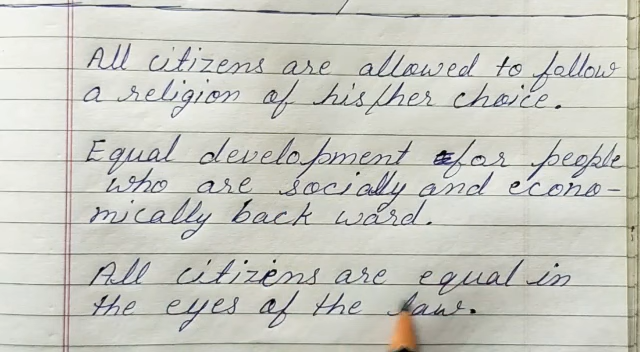 All citizens are allowed to follow
a religion of his/her choice.
Equal development for people
who are socially and econo-
mically back ward.
All citizens are equal in
the eyes of the law.